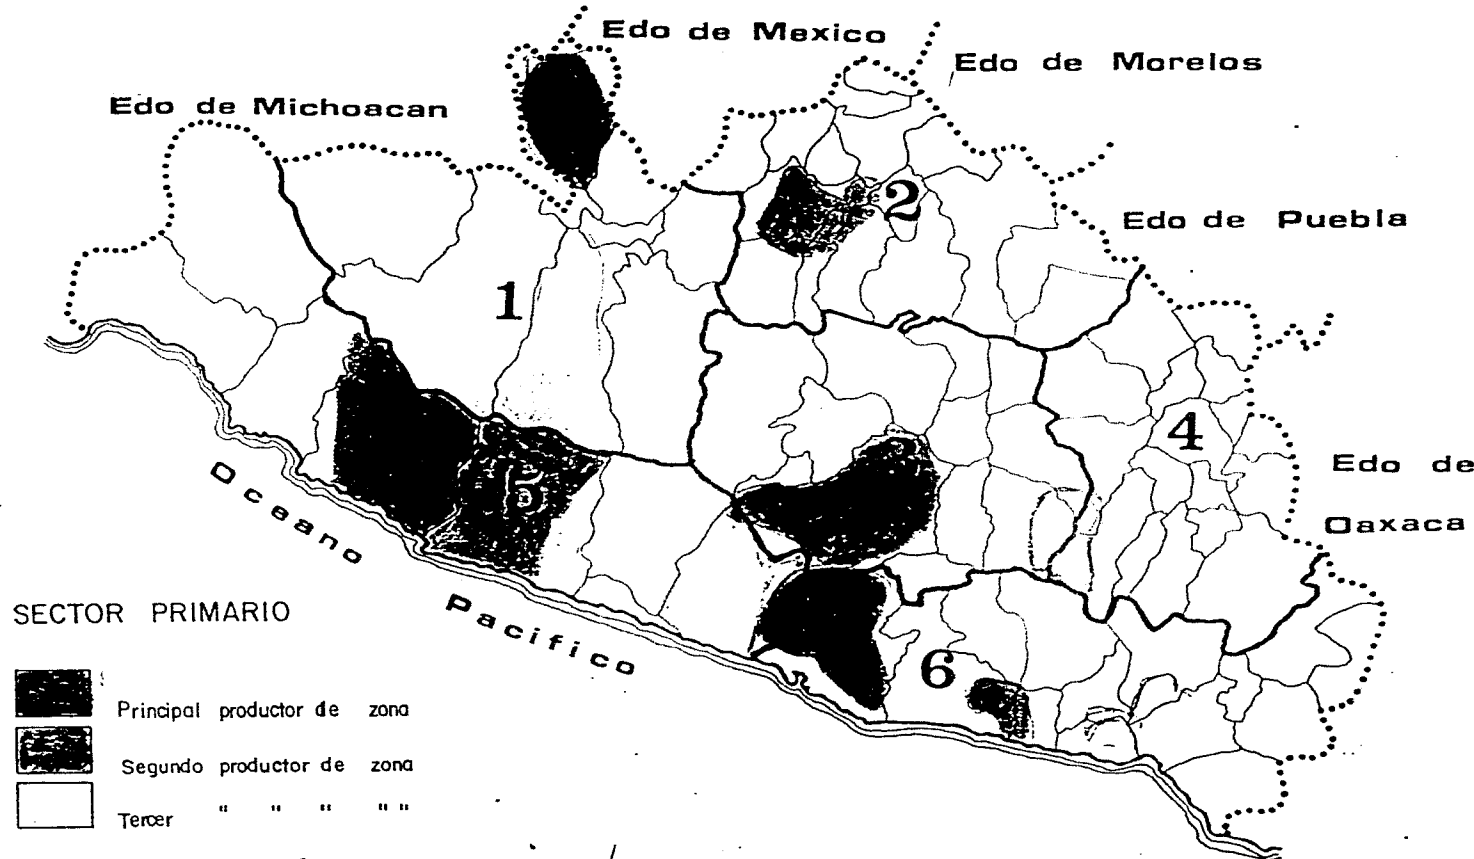 Edo de Mexico
Edo de Morelos
Edo de Michoacan
2
Edo de Puebla
1
4
Edo de
Oaxaca
5
Oceano
Pacifico
6
SECTOR PRIMARIO
Principal productor de zona
Segundo productor de zona
Tercer " " " " "